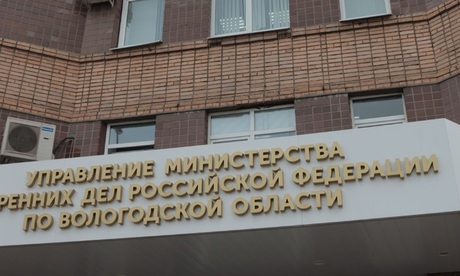 УПРАВЛЕНИЕ МИНИСТЕРСТВА
РЕННИХ ДЕЛ РОССИЙСКОЙ ФЕДЕРАЦИИ
ПО ВОЛОГОДСКОЙ ОБЛАСТИ